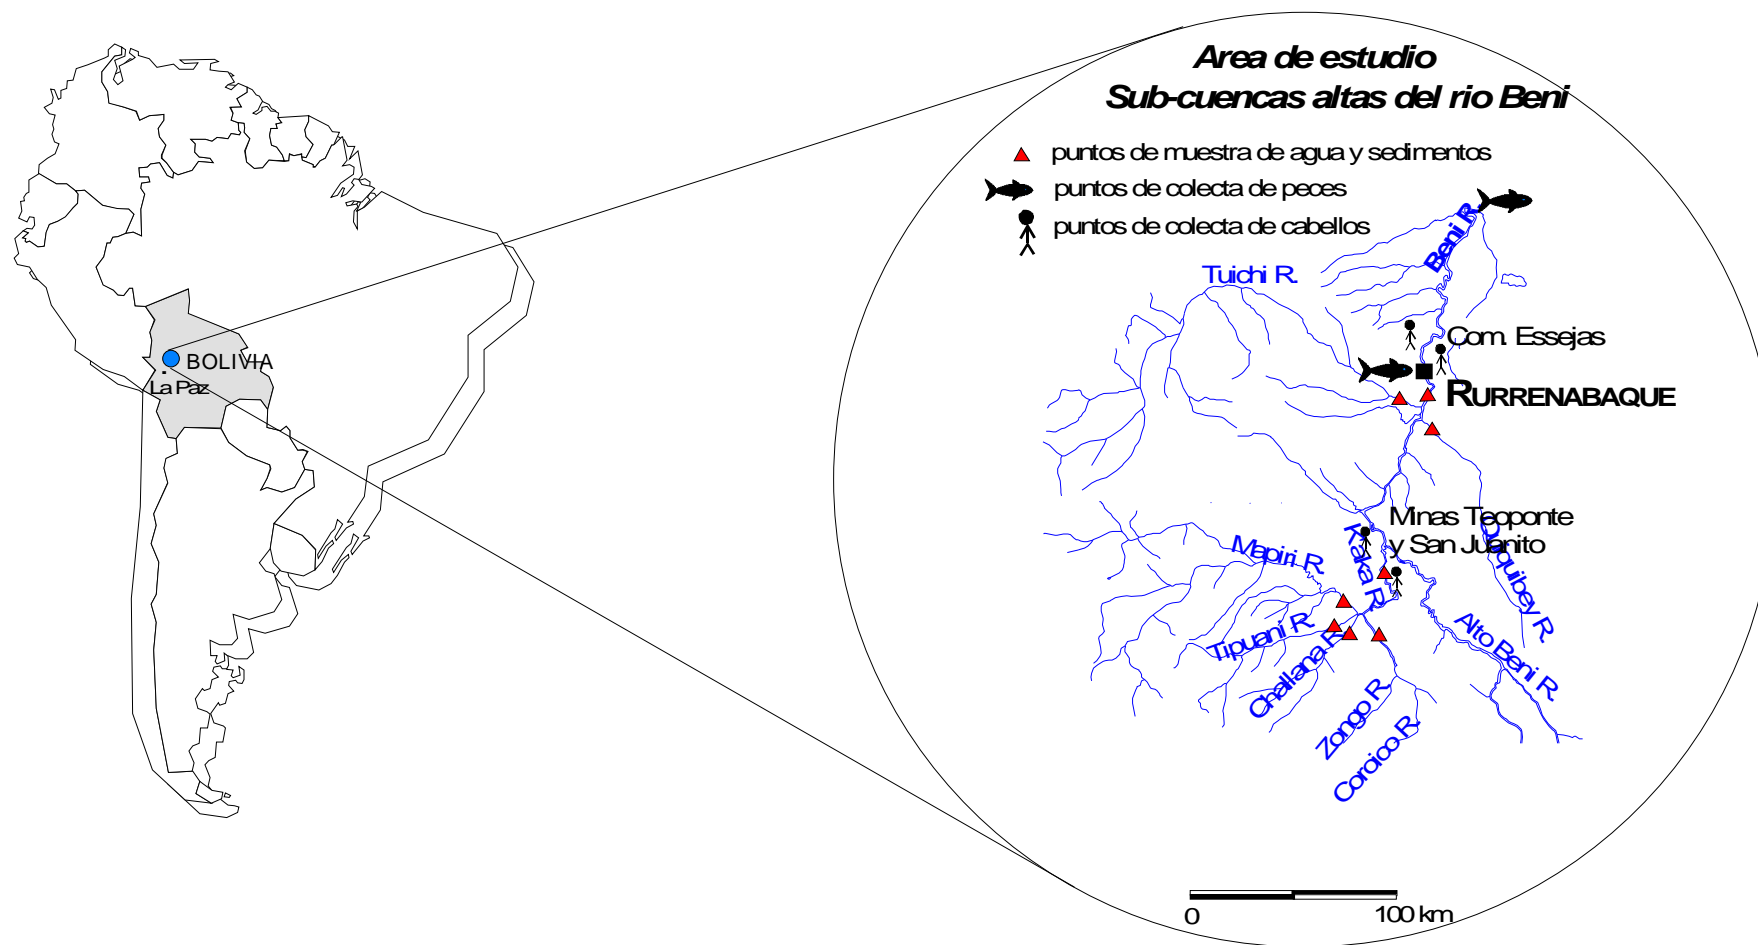 Area de estudio
Sub-cuencas altas del rio Beni
puntos de muestra de agua y sedimentos
puntos de colecta de peces
puntos de colecta de cabellos
Beni R.
Tuichi R.
Com. Essejas
RURRENABAQUE
BOLIVIA
La Paz
Minas Teoponte
y San Juanito
Kaka R.
Mapiri R.
Quiquibey R.
Tipuani R.
Challana R.
Alto Beni R.
Zongo R.
Coroico R.
0
100 km